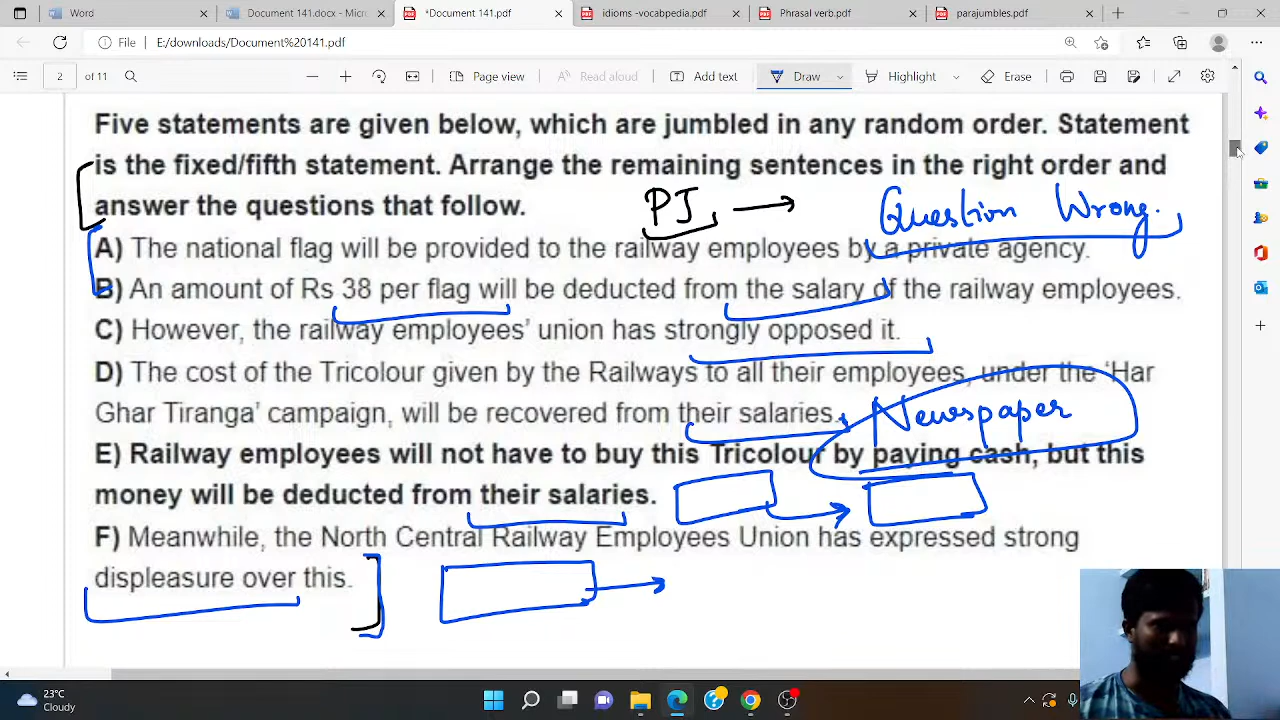 Word
Document 141.docx - Micros
*Document 141.pdf
idioms -vocabpedia.pdf
Phrasal verb.pdf
parajumbles.pdf
File
E:/downloads/Document%20141.pdf
2
of 11
Page view
Read aloud
Add text
Draw
Highlight
Erase
Five statements are given below, which are jumbled in any random order. Statement
is the fixed/fifth statement. Arrange the remaining sentences in the right order and
answer the questions that follow.
PJ
Question Wrong.
A) The national flag will be provided to the railway employees by a private agency.
B) An amount of Rs 38 per flag will be deducted from the salary of the railway employees.
C) However, the railway employees' union has strongly opposed it.
D) The cost of the Tricolour given by the Railways to all their employees, under the 'Har
Ghar Tiranga' campaign, will be recovered from their salaries.
Newspaper
E) Railway employees will not have to buy this Tricolour by paying cash, but this
money will be deducted from their salaries.
F) Meanwhile, the North Central Railway Employees Union has expressed strong
displeasure over this.
23°C
Cloudy